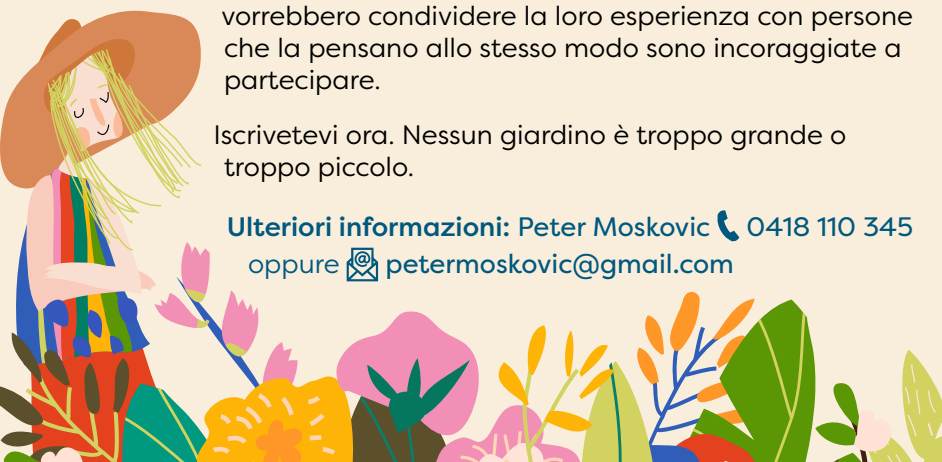 vorrebbero condividere la loro esperienza con persone
che la pensano allo stesso modo sono incoraggiate a
partecipare.
Iscrivetevi ora. Nessun giardino è troppo grande o
troppo piccolo.
Ulteriori informazioni: Peter Moskovic 0418 110 345
oppure petermoskovic@gmail.com